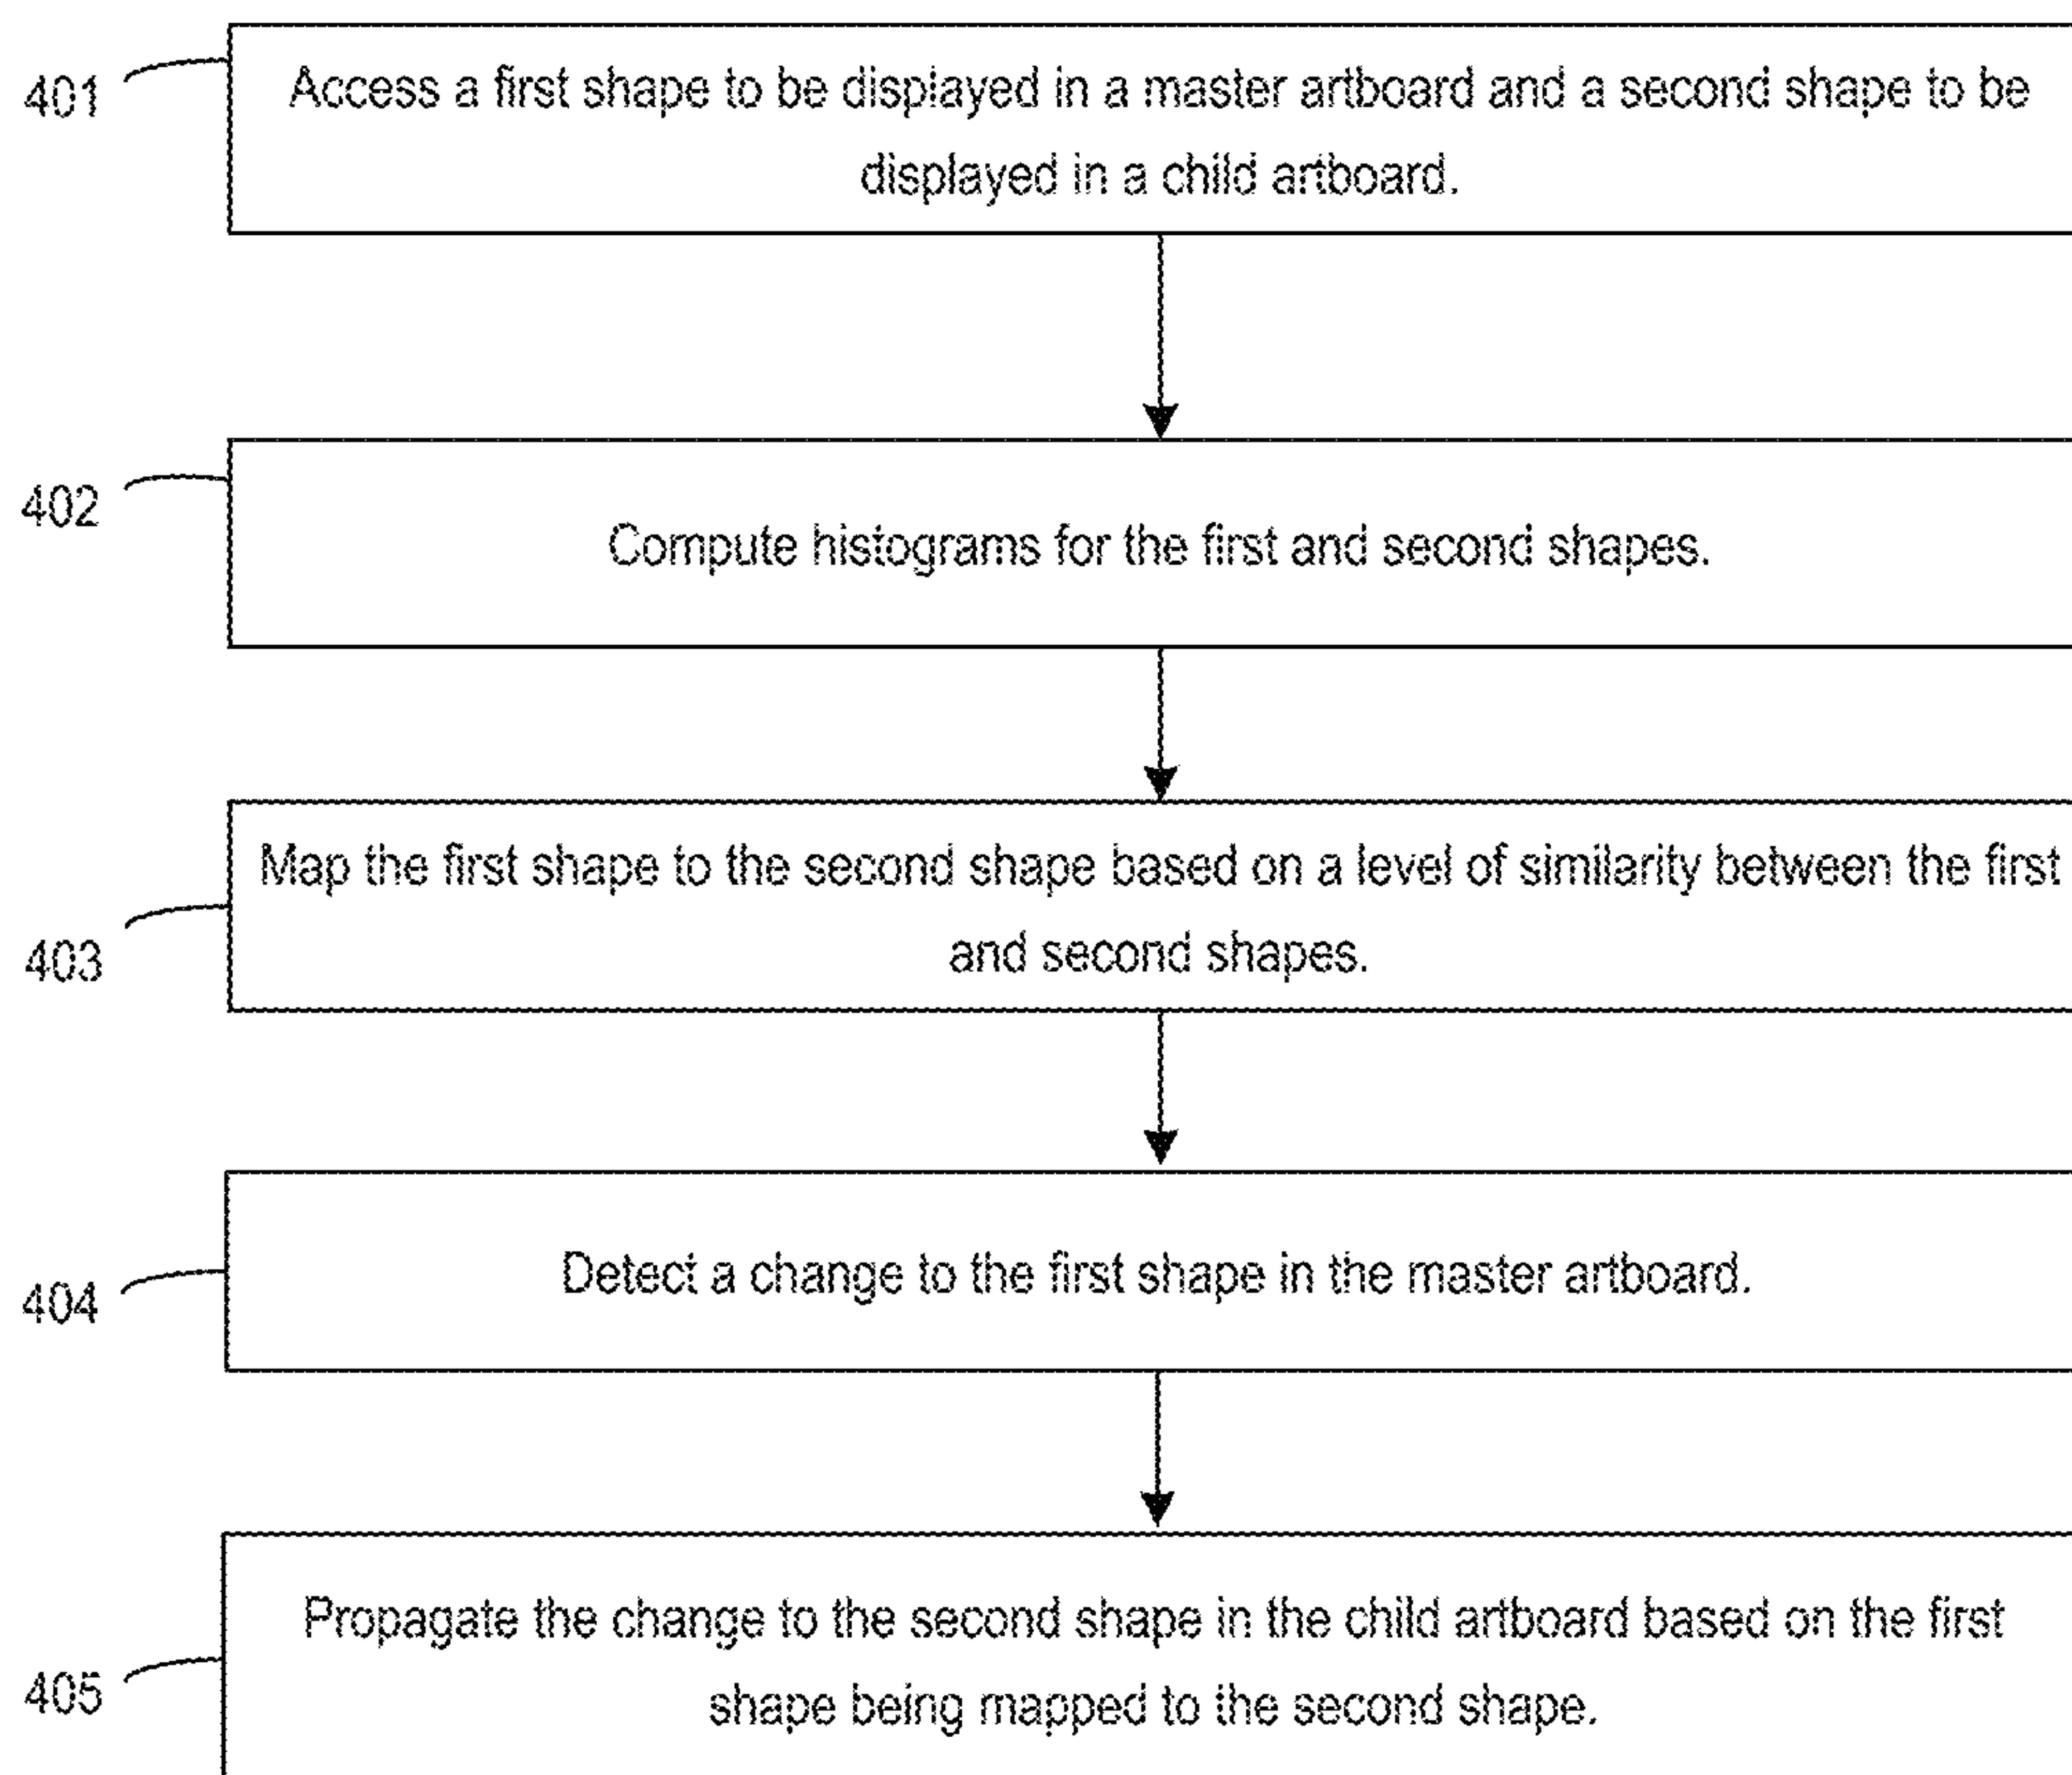 401
Access a first shape to be displayed in a master artboard and a second shape to be
displayed in a child artboard.
402
Compute histograms for the first and second shapes.
Map the first shape to the second shape based on a level of similarity between the first
403
and second shapes.
404
Detect a change to the first shape in the master artboard.
Propagate the change to the second shape in the child artboard based on the first
405
shape being mapped to the second shape.